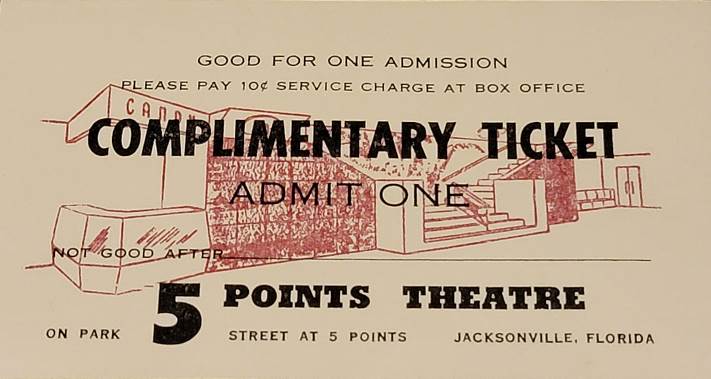 GOOD FOR ONE ADMISSION
PLEASE PAY 10¢ SERVICE CHARGE AT BOX OFFICE
CANDY
COMPLIMENTARY TICKET
ADMIT ONE
NOT GOOD AFTER
5 POINTS THEATRE
ON PARK STREET AT 5 POINTS JACKSONVILLE, FLORIDA